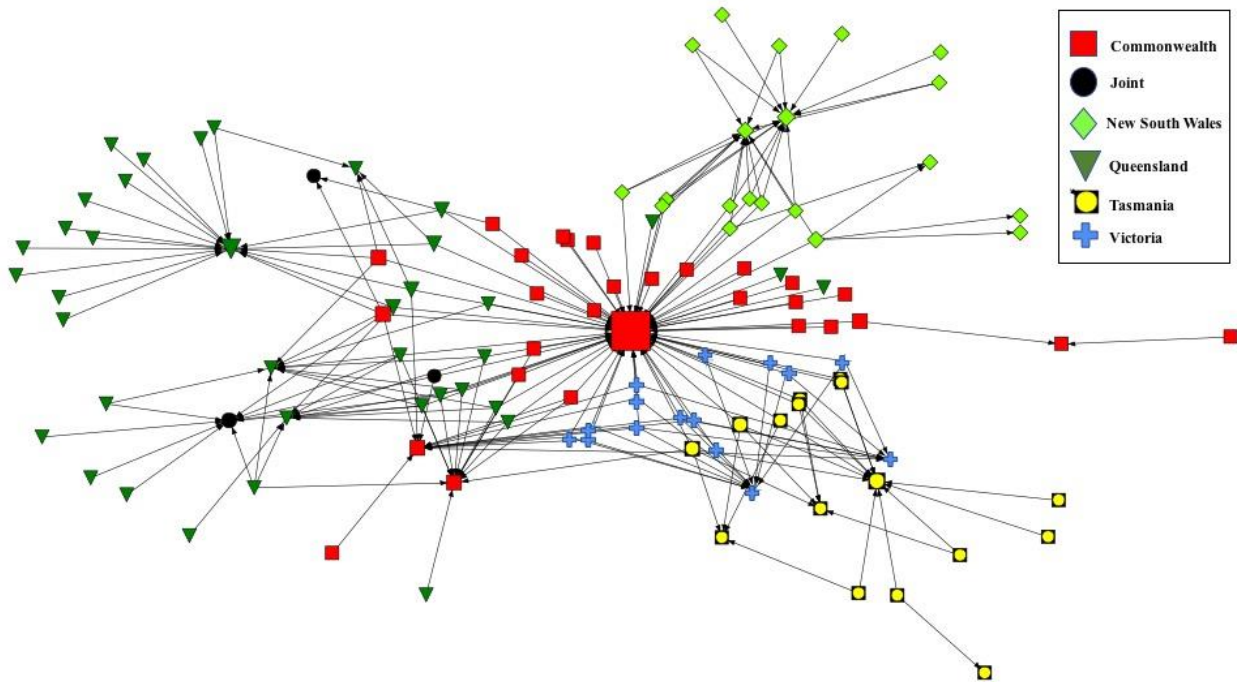 Commonwealth
Joint
New South Wales
Queensland
Tasmania
Victoria